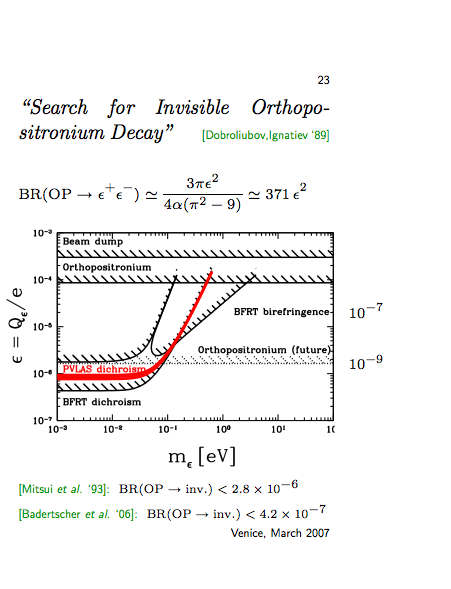 23
“Search for Invisible Orthopo-
sitronium Decay” [Dobroliubov,Ignatiev ’89]
BR(OP → ϵ⁺ϵ⁻) ≃ 3πϵ² / 4α(π² − 9) ≃ 371 ϵ²
10⁻³
Beam dump
Orthopositronium
10⁻⁴
BFRT birefringence
10⁻⁷
10⁻⁵
ϵ = Q_ϵ/e
Orthopositronium (future)
10⁻⁹
10⁻⁶
PVLAS dichroism
BFRT dichroism
10⁻⁷
10⁻³ 10⁻² 10⁻¹ 10⁰ 10¹ 10
m_ϵ [eV]
[Mitsui et al. ’93]: BR(OP → inv.) < 2.8 × 10⁻⁶
[Badertscher et al. ’06]: BR(OP → inv.) < 4.2 × 10⁻⁷
Venice, March 2007